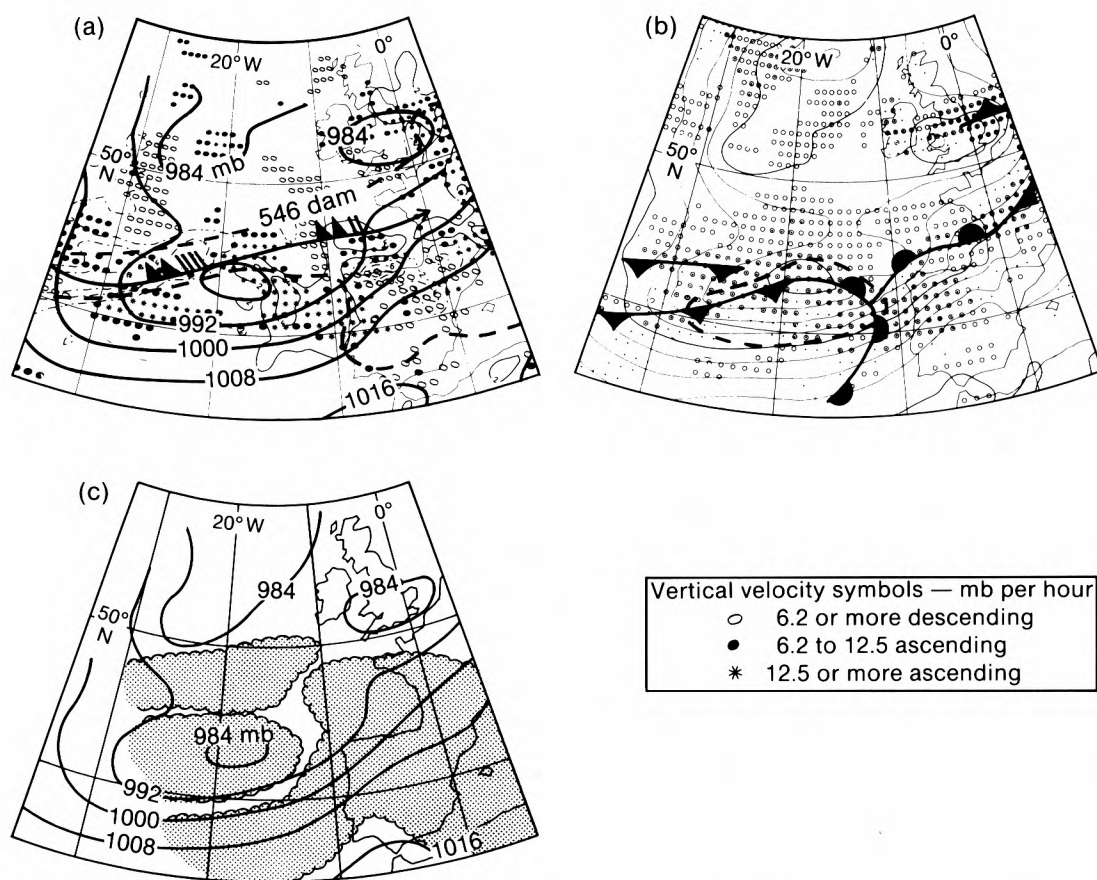 (a)
0°
20° W
984
984 mb
50°
N
546 dam
992
1000
1008
1016
(b)
0°
20° W
50°
N
(c)
0°
20° W
984
984
50°
N
984 mb
992
1000
1008
1016
Vertical velocity symbols — mb per hour
6.2 or more descending
6.2 to 12.5 ascending
12.5 or more ascending